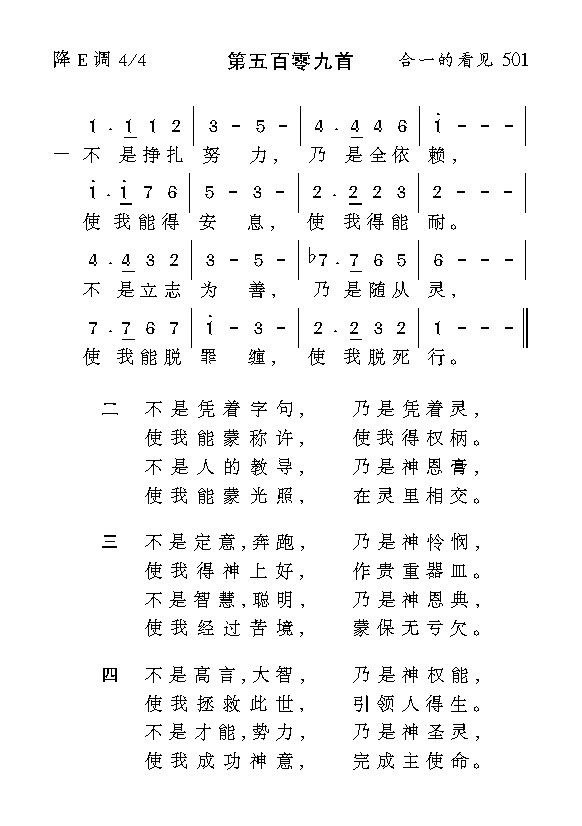 降E调 4/4 第五百零九首 合一的看见 501
1 . 1 1 2 | 3 - 5 - | 4 . 4 4 6 | i - - - |
一 不 是挣扎 努 力, 乃 是全依 赖,
i . i 7 6 | 5 - 3 - | 2 . 2 2 3 | 2 - - - |
使 我能得 安 息, 使 我得能 耐。
4 . 4 3 2 | 3 - 5 - | ♭7 . 7 6 5 | 6 - - - |
不 是立志 为 善, 乃 是随从 灵,
7 . 7 6 7 | i - 3 - | 2 . 2 3 2 | 1 - - - ‖
使 我能脱 罪 缠, 使 我脱死 行。
二 不是凭着字句, 乃是凭着灵,
使我能蒙称许, 使我得权柄。
不是人的教导, 乃是神恩膏,
使我能蒙光照, 在灵里相交。
三 不是定意,奔跑, 乃是神怜悯,
使我得神上好, 作贵重器皿。
不是智慧,聪明, 乃是神恩典,
使我经过苦境, 蒙保无亏欠。
四 不是高言,大智, 乃是神权能,
使我拯救此世, 引领人得生。
不是才能,势力, 乃是神圣灵,
使我成功神意, 完成主使命。